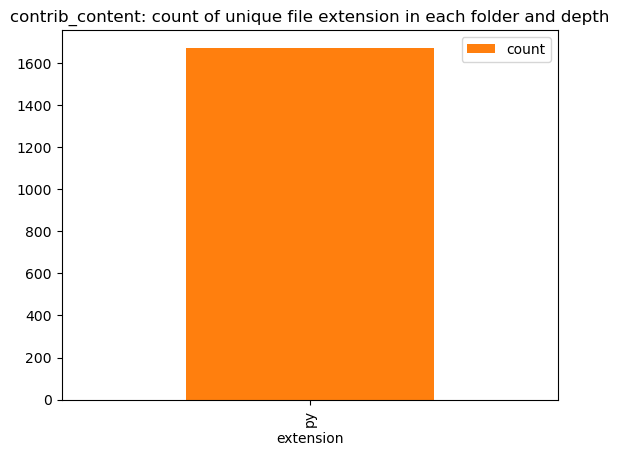 contrib_content: count of unique file extension in each folder and depth
count
1600
1400
1200
1000
800
600
400
200
0
py
extension